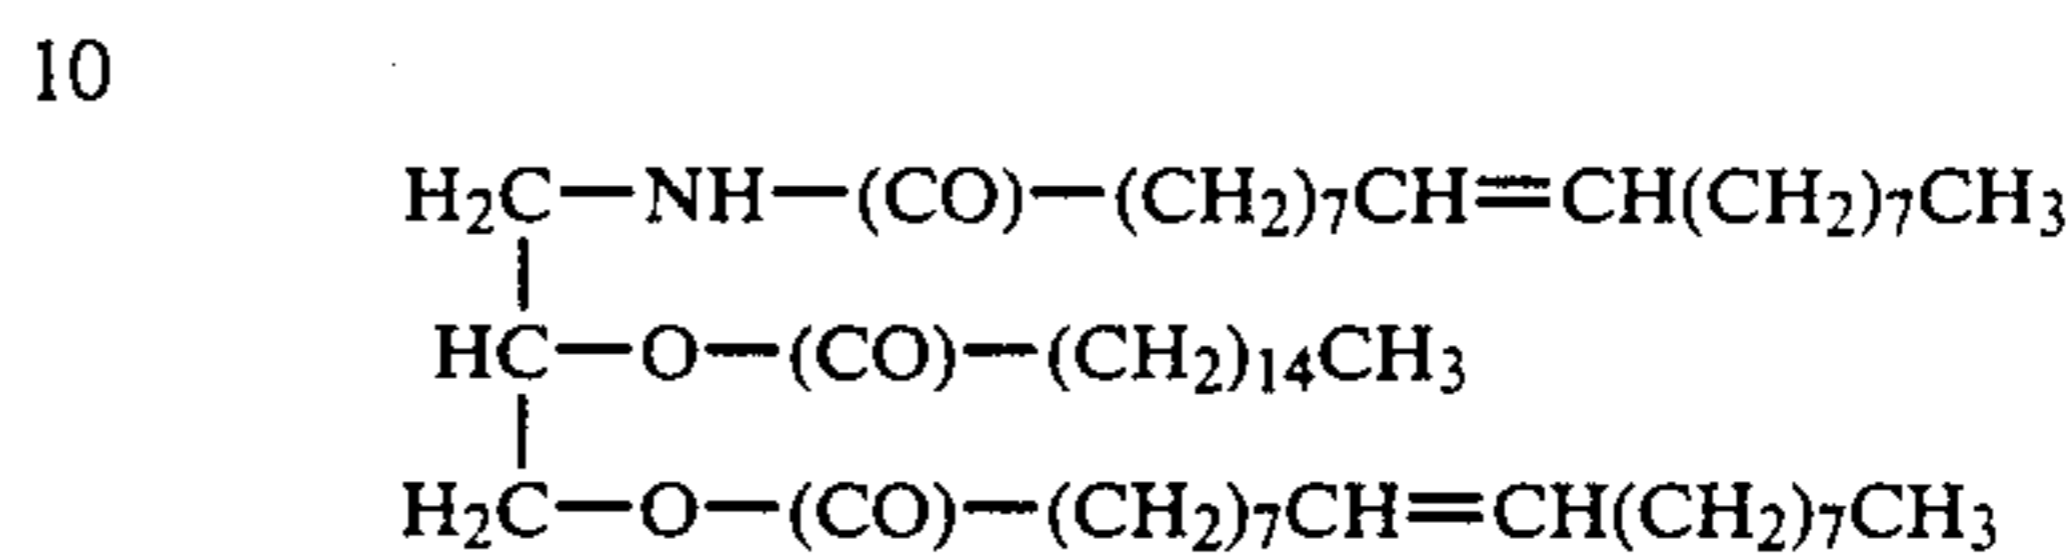 10
H₂C—NH—(CO)—(CH₂)₇CH=CH(CH₂)₇CH₃
HC—O—(CO)—(CH₂)₁₄CH₃
H₂C—O—(CO)—(CH₂)₇CH=CH(CH₂)₇CH₃